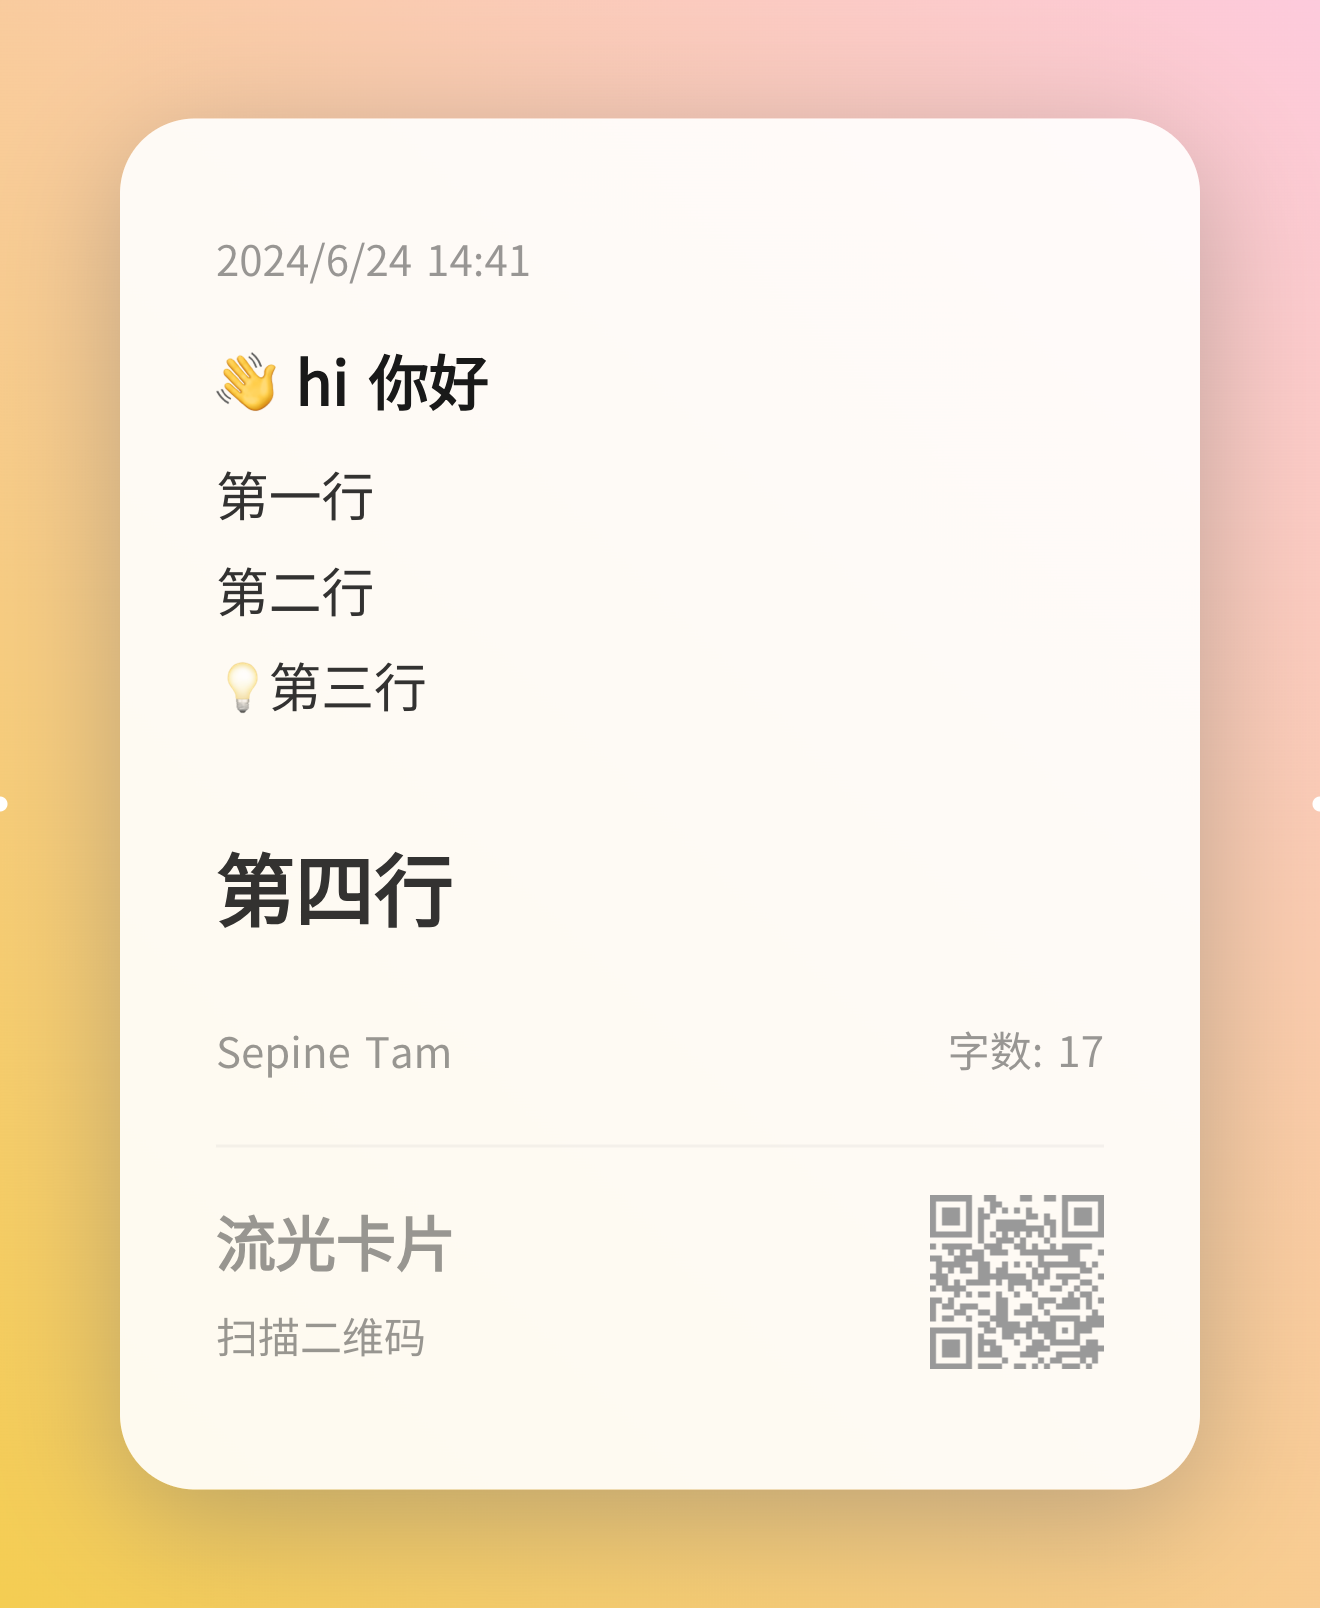 2024/6/24 14:41
👋 hi 你好
第一行
第二行
💡第三行
第四行
Sepine Tam 字数: 17
流光卡片
扫描二维码